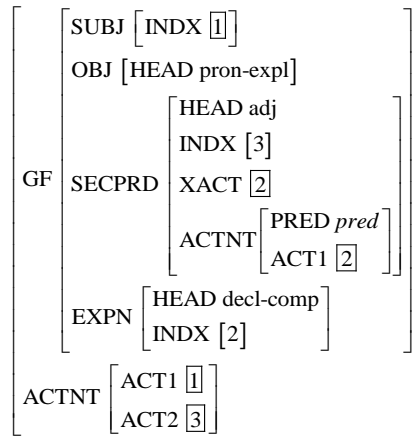 SUBJ [INDX 1]
OBJ [HEAD pron-expl]
HEAD adj
INDX [3]
GF SECPRD XACT 2
ACTNT PRED pred
ACT1 2
EXPN HEAD decl-comp
INDX [2]
ACTNT ACT1 1
ACT2 3